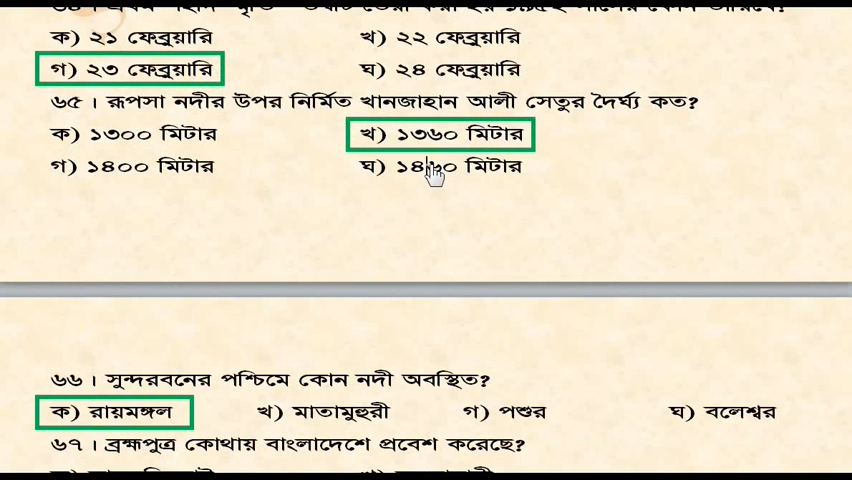 ক) ২১ ফেব্রুয়ারি খ) ২২ ফেব্রুয়ারি
গ) ২৩ ফেব্রুয়ারি ঘ) ২৪ ফেব্রুয়ারি
৬৫। রূপসা নদীর উপর নির্মিত খানজাহান আলী সেতুর দৈর্ঘ্য কত?
ক) ১৩০০ মিটার খ) ১৩৬০ মিটার
গ) ১৪০০ মিটার ঘ) ১৪৬০ মিটার
৬৬। সুন্দরবনের পশ্চিমে কোন নদী অবস্থিত?
ক) রায়মঙ্গল খ) মাতামুহুরী গ) পশুর ঘ) বলেশ্বর
৬৭। ব্রহ্মপুত্র কোথায় বাংলাদেশে প্রবেশ করেছে?